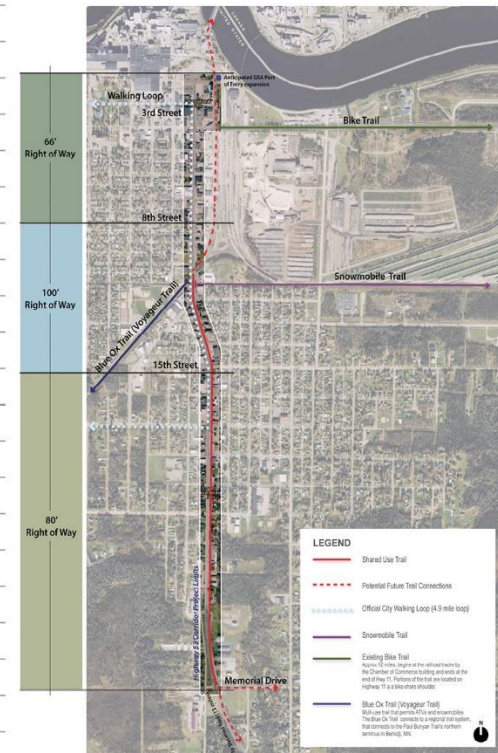 Anticipated GSA Port
of Entry expansion
Walking Loop
3rd Street
Bike Trail
66'
Right of Way
8th Street
Snowmobile Trail
100'
Right of Way
Blue Ox Trail (Voyageur Trail)
15th Street
80'
Right of Way
Highway 53 Corridor Project Limits
Memorial Drive
LEGEND
Shared Use Trail
Potential Future Trail Connections
Official City Walking Loop (4.9 mile loop)
Snowmobile Trail
Existing Bike Trail
Approx 12 miles, begins at the railroad tracks by
the Chamber of Commerce building and ends at the
end of Hwy 11. Portions of the trail are located on
Highway 11 as a bike-share shoulder.
Blue Ox Trail (Voyageur Trail)
Multi-use trail that permits ATVs and snowmobiles.
The Blue Ox Trail connects to a regional trail system,
that connects to the Paul Bunyan Trail's northern
terminus in Bemidji, MN.
N